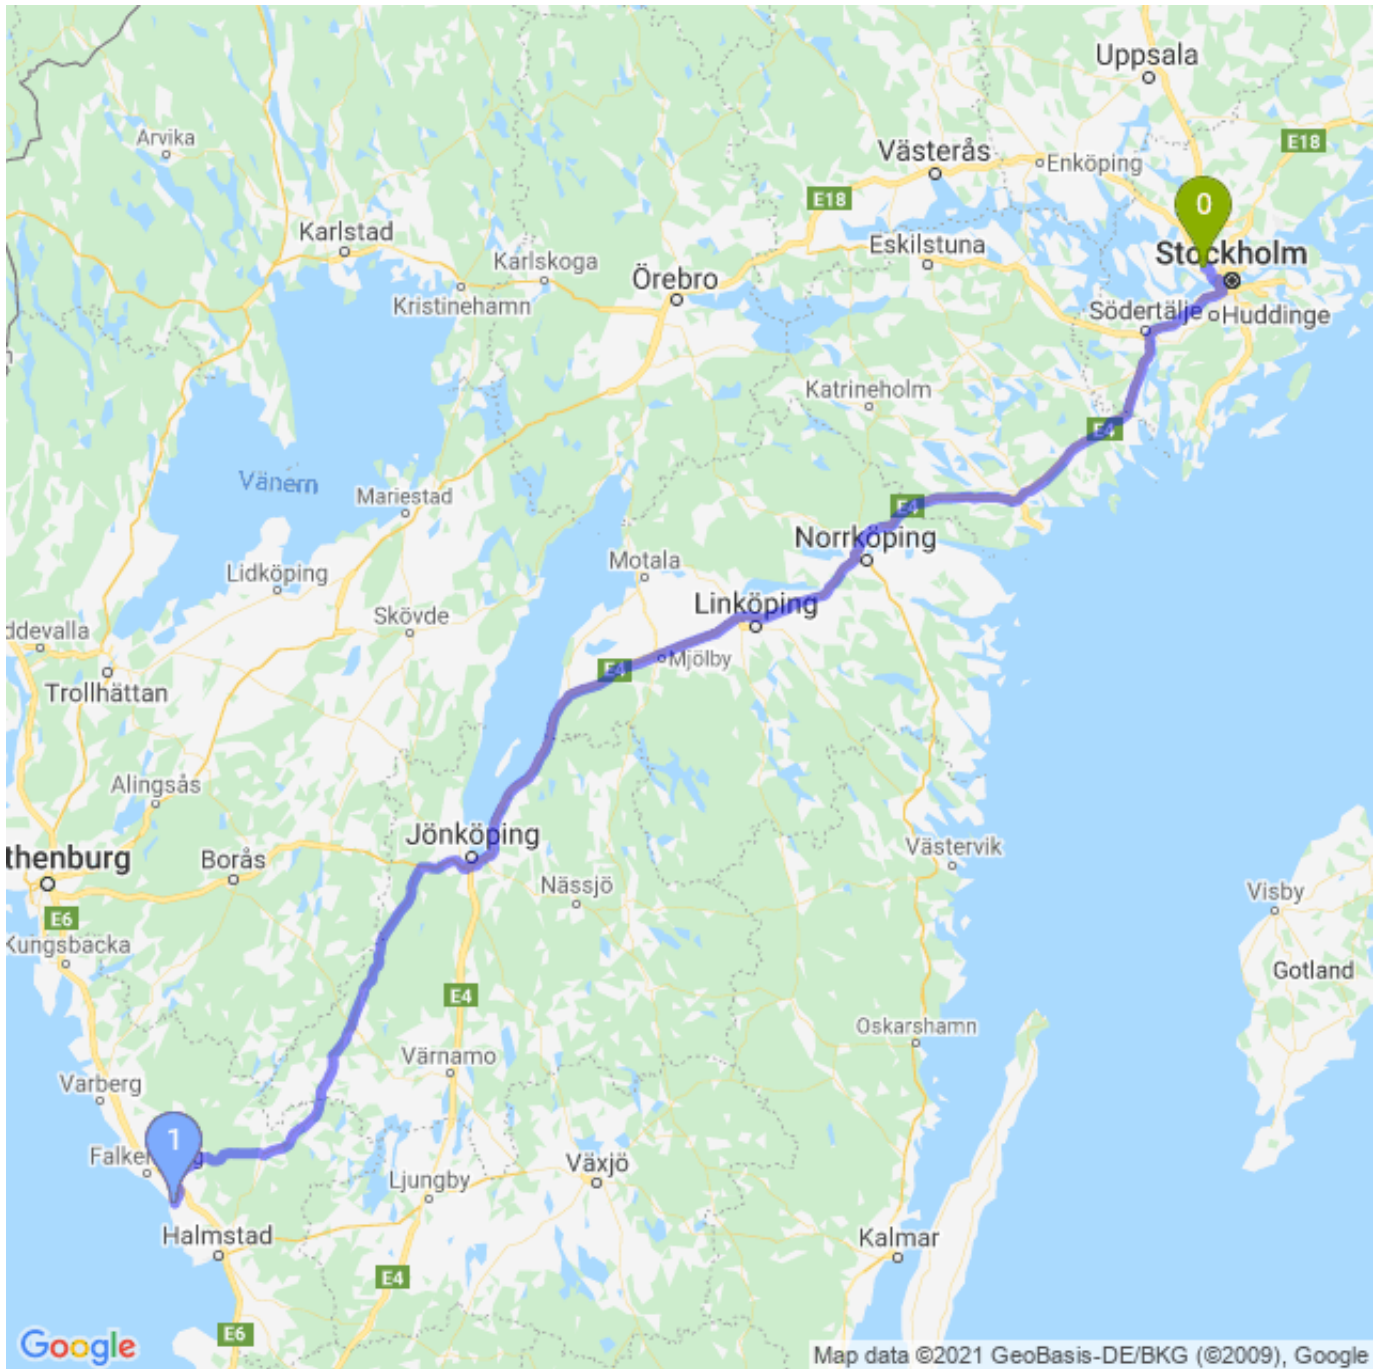 Uppsala
Arvika
Västerås
Enköping
E18
E18
0
Karlstad
Karlskoga
Eskilstuna
Stockholm
Kristinehamn
Örebro
Södertälje
Huddinge
Katrineholm
E4
Vänern
Mariestad
E4
Norrköping
Motala
Lidköping
Linköping
Skövde
ddevalla
Mjölby
E4
Trollhättan
Alingsås
Jönköping
Västervik
thenburg
Borås
Nässjö
Visby
E6
Kungsbacka
Gotland
E4
Oskarshamn
Värnamo
Varberg
1
Falke g
Växjö
Ljungby
Halmstad
Kalmar
E4
E6
Google
Map data ©2021 GeoBasis-DE/BKG (©2009), Google